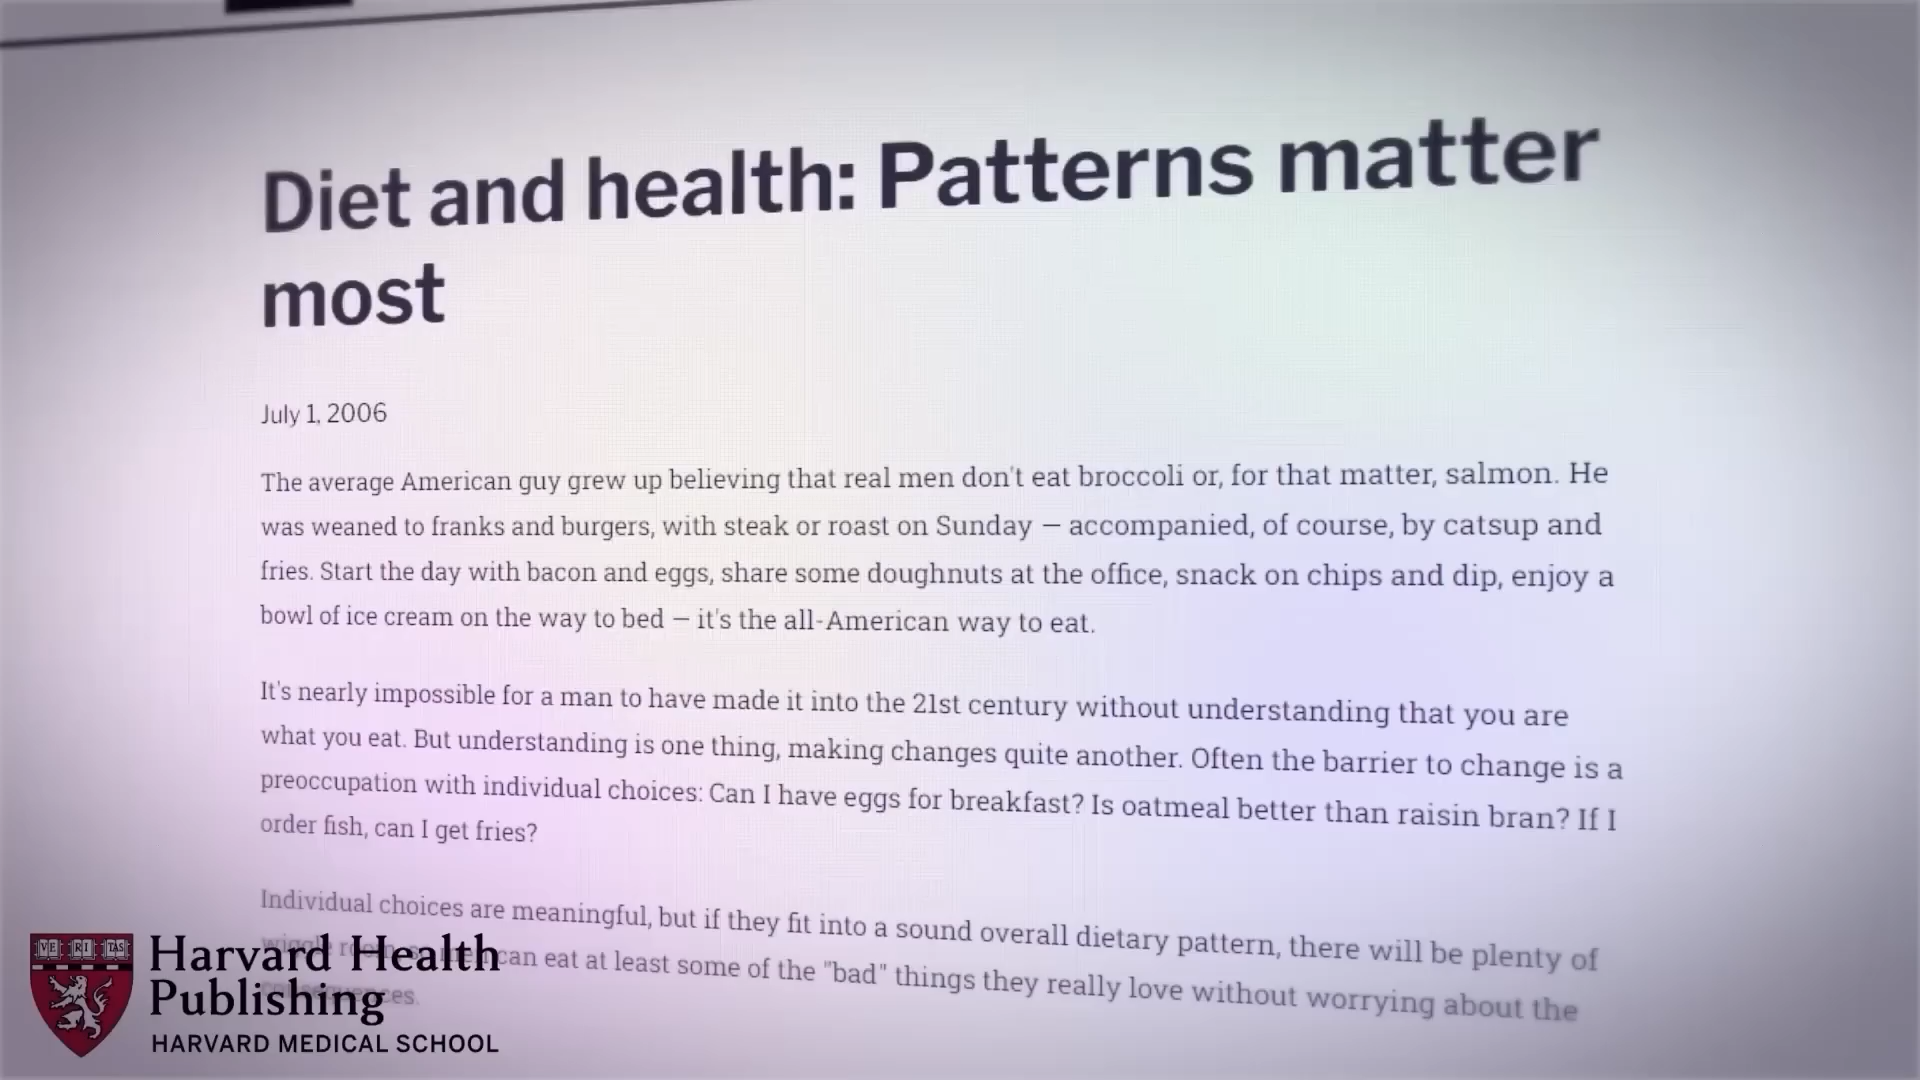 Diet and health: Patterns matter
most
July 1, 2006
The average American guy grew up believing that real men don't eat broccoli or, for that matter, salmon. He
was weaned to franks and burgers, with steak or roast on Sunday — accompanied, of course, by catsup and
fries. Start the day with bacon and eggs, share some doughnuts at the office, snack on chips and dip, enjoy a
bowl of ice cream on the way to bed — it's the all-American way to eat.
It's nearly impossible for a man to have made it into the 21st century without understanding that you are
what you eat. But understanding is one thing, making changes quite another. Often the barrier to change is a
preoccupation with individual choices: Can I have eggs for breakfast? Is oatmeal better than raisin bran? If I
order fish, can I get fries?
Individual choices are meaningful, but if they fit into a sound overall dietary pattern, there will be plenty of
wiggle room can eat at least some of the "bad" things they really love without worrying about the
consequences.
VE RI TAS
Harvard Health
Publishing
HARVARD MEDICAL SCHOOL